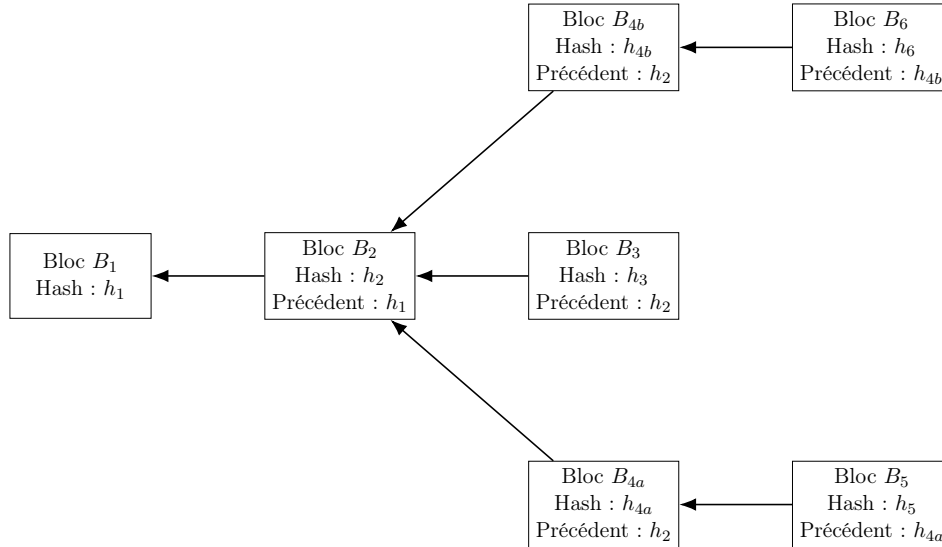 Bloc B₄b
Hash : h₄b
Précédent : h₂
Bloc B₆
Hash : h₆
Précédent : h₄b
Bloc B₁
Hash : h₁
Bloc B₂
Hash : h₂
Précédent : h₁
Bloc B₃
Hash : h₃
Précédent : h₂
Bloc B₄a
Hash : h₄a
Précédent : h₂
Bloc B₅
Hash : h₅
Précédent : h₄a